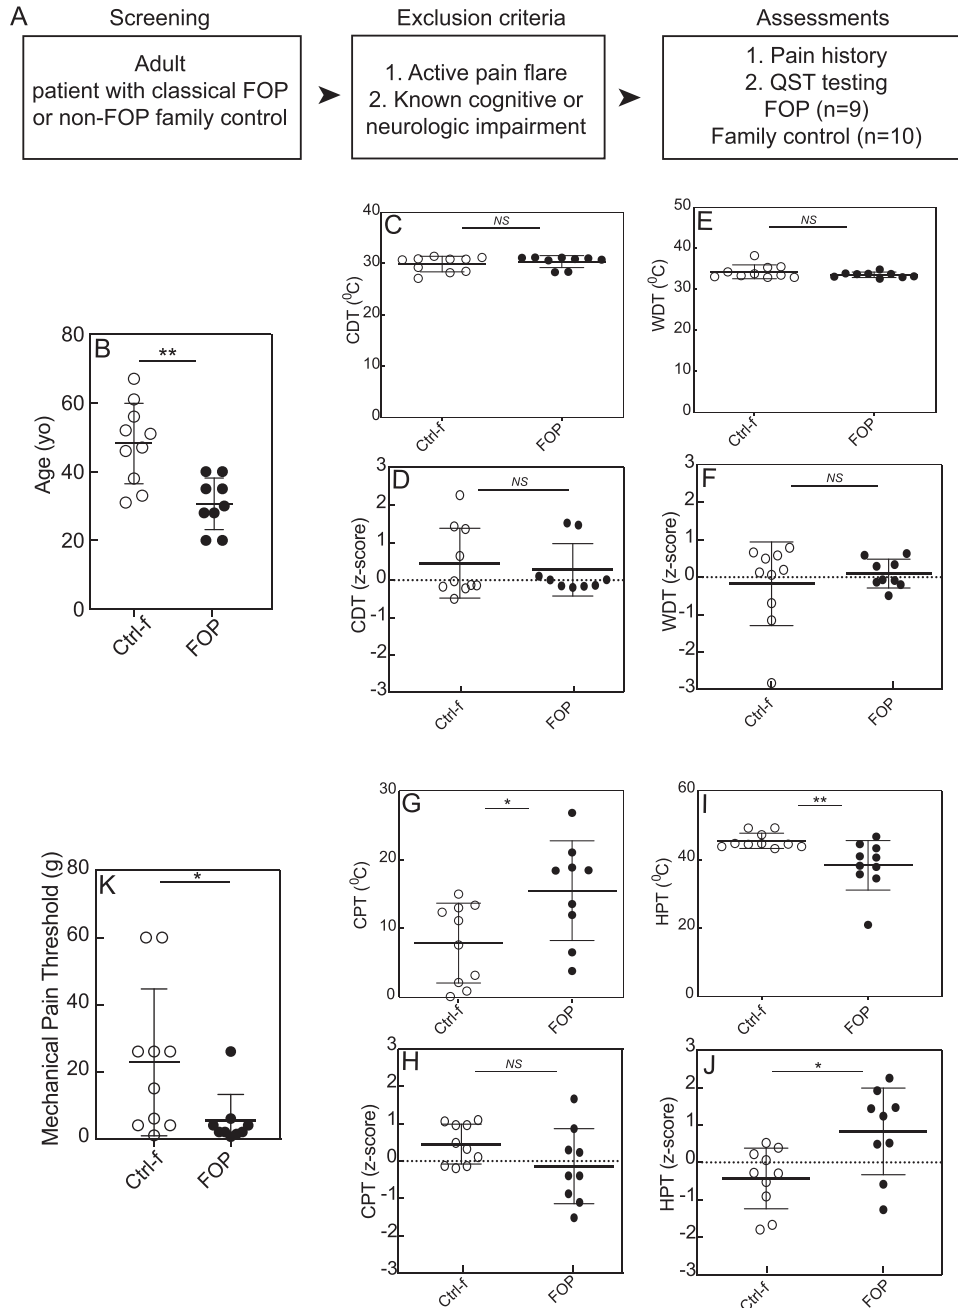 A
Screening
Exclusion criteria
Assessments
Adult
patient with classical FOP
or non-FOP family control
1. Active pain flare
2. Known cognitive or
neurologic impairment
1. Pain history
2. QST testing
FOP (n=9)
Family control (n=10)
B
**
Age (yo)
80
60
40
20
0
Ctrl-f
FOP
C
NS
CDT (⁰C)
40
30
20
10
0
Ctrl-f
FOP
E
NS
WDT (⁰C)
50
40
30
20
10
0
Ctrl-f
FOP
D
NS
CDT (z-score)
3
2
1
0
-1
-2
-3
Ctrl-f
FOP
F
NS
WDT (z-score)
3
2
1
0
-1
-2
-3
Ctrl-f
FOP
K
*
Mechanical Pain Threshold (g)
80
60
40
20
0
Ctrl-f
FOP
G
*
CPT (⁰C)
30
20
10
0
Ctrl-f
FOP
I
**
HPT (⁰C)
60
40
20
0
Ctrl-f
FOP
H
NS
CPT (z-score)
3
2
1
0
-1
-2
-3
Ctrl-f
FOP
J
*
HPT (z-score)
3
2
1
0
-1
-2
-3
Ctrl-f
FOP